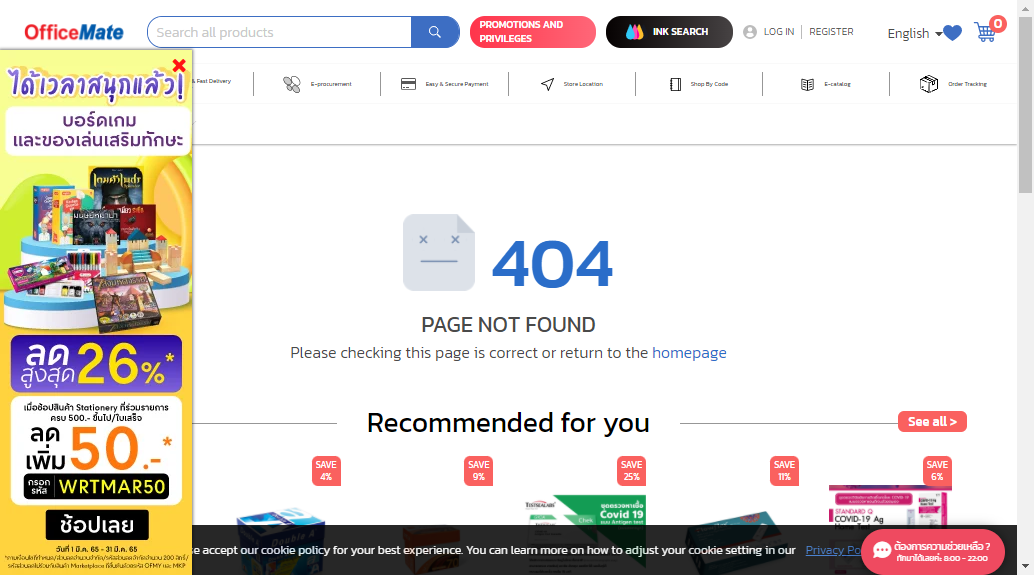 OfficeMate
Search all products
PROMOTIONS AND
PRIVILEGES
INK SEARCH
LOG IN
REGISTER
English
0
& Fast Delivery
E-procurement
Easy & Secure Payment
Store Location
Shop By Code
E-catalog
Order Tracking
ได้เวลาสนุกแล้ว!
บอร์ดเกม
และของเล่นเสริมทักษะ
ลด
สูงสุด 26%*
เมื่อช้อปสินค้า Stationery ที่ร่วมรายการ
ครบ 500.- ขึ้นไป/ใบเสร็จ
ลด
เพิ่ม 50.-*
กรอก
รหัส WRTMAR50
ช้อปเลย
วันที่ 1 มี.ค. 65 - 31 มี.ค. 65
404
PAGE NOT FOUND
Please checking this page is correct or return to the homepage
Recommended for you
See all >
SAVE
4%
SAVE
9%
SAVE
25%
SAVE
11%
SAVE
6%
Double A
TESTSEALABS
ชุดตรวจหาเชื้อ
Covid 19
แบบ Antigen test
STANDARD Q
COVID-19 Ag
se accept our cookie policy for your best experience. You can learn more on how to adjust your cookie setting in our Privacy Po
ต้องการความช่วยเหลือ ?
ทักมาได้เลยค่ะ 8:00 - 22:00